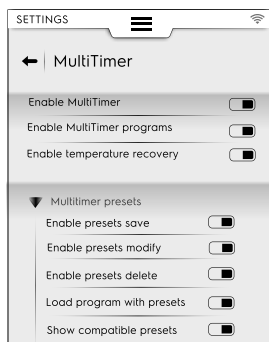 SETTINGS
MultiTimer
Enable MultiTimer
Enable MultiTimer programs
Enable temperature recovery
Multitimer presets
Enable presets save
Enable presets modify
Enable presets delete
Load program with presets
Show compatible presets